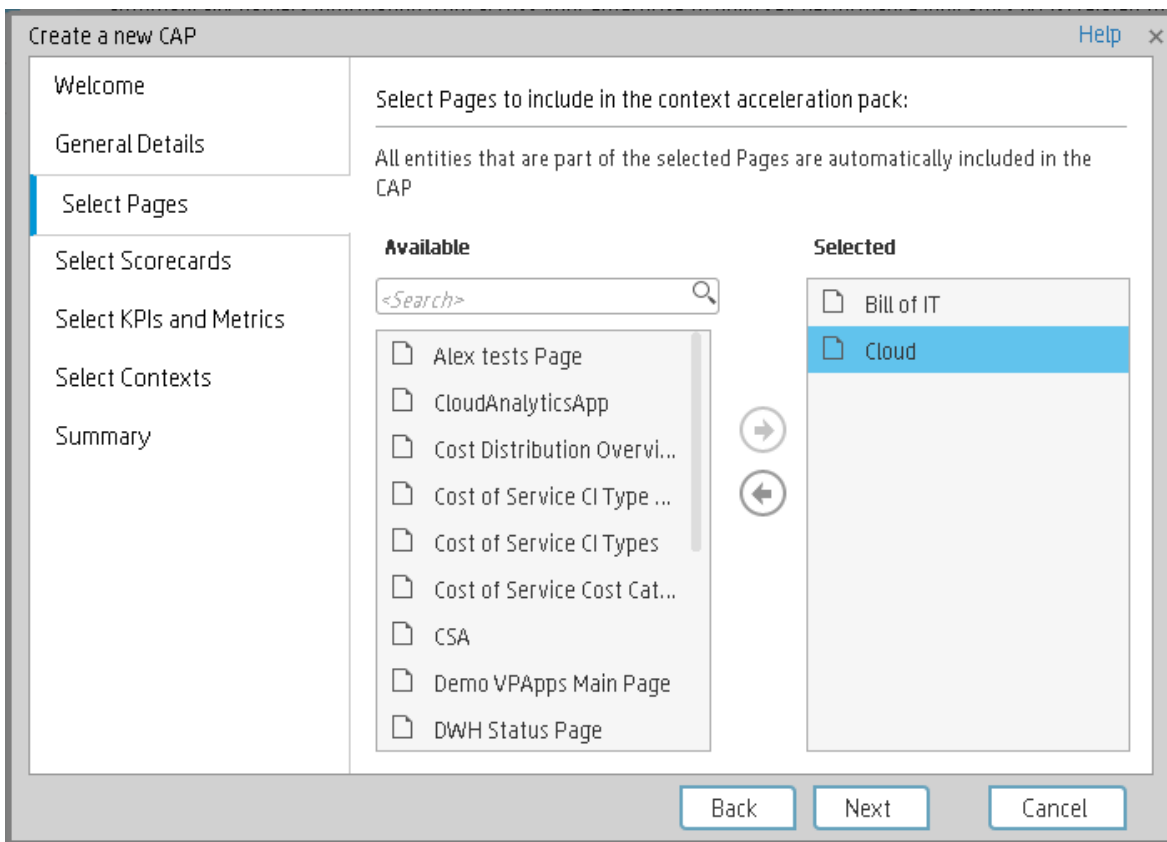 Create a new CAP
Help
Welcome
General Details
Select Pages
Select Scorecards
Select KPIs and Metrics
Select Contexts
Summary
Select Pages to include in the context acceleration pack:
All entities that are part of the selected Pages are automatically included in the
CAP
Available
<Search>
Alex tests Page
CloudAnalyticsApp
Cost Distribution Overvi...
Cost of Service CI Type ...
Cost of Service CI Types
Cost of Service Cost Cat...
CSA
Demo VPApps Main Page
DWH Status Page
Selected
Bill of IT
Cloud
Back
Next
Cancel